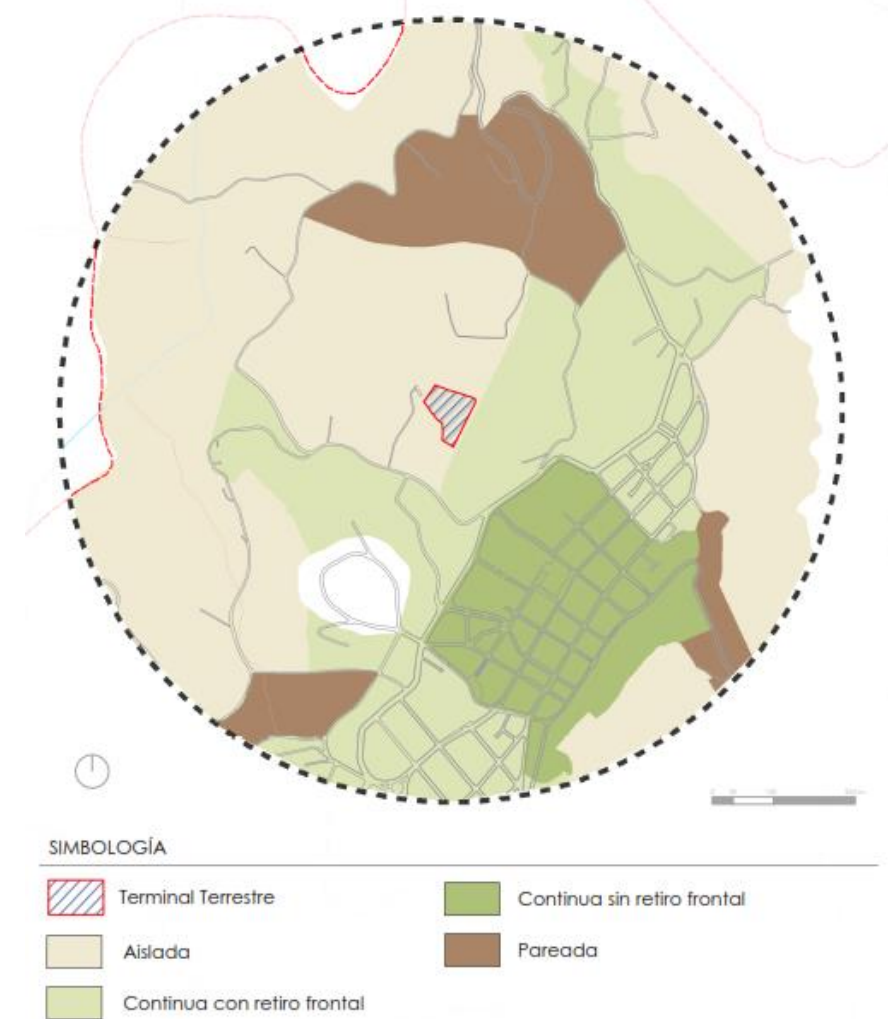 SIMBOLOGÍA
Terminal Terrestre
Aislada
Continua con retiro frontal
Continua sin retiro frontal
Pareada